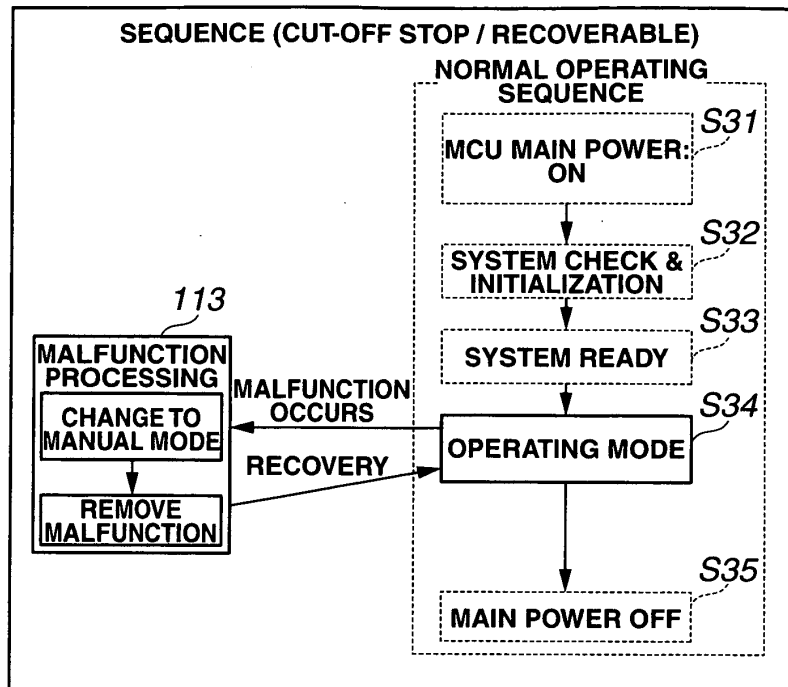 SEQUENCE (CUT-OFF STOP / RECOVERABLE)
NORMAL OPERATING
SEQUENCE
S31
MCU MAIN POWER:
ON
S32
SYSTEM CHECK &
INITIALIZATION
S33
SYSTEM READY
S34
OPERATING MODE
S35
MAIN POWER OFF
113
MALFUNCTION
PROCESSING
CHANGE TO
MANUAL MODE
REMOVE
MALFUNCTION
MALFUNCTION
OCCURS
RECOVERY